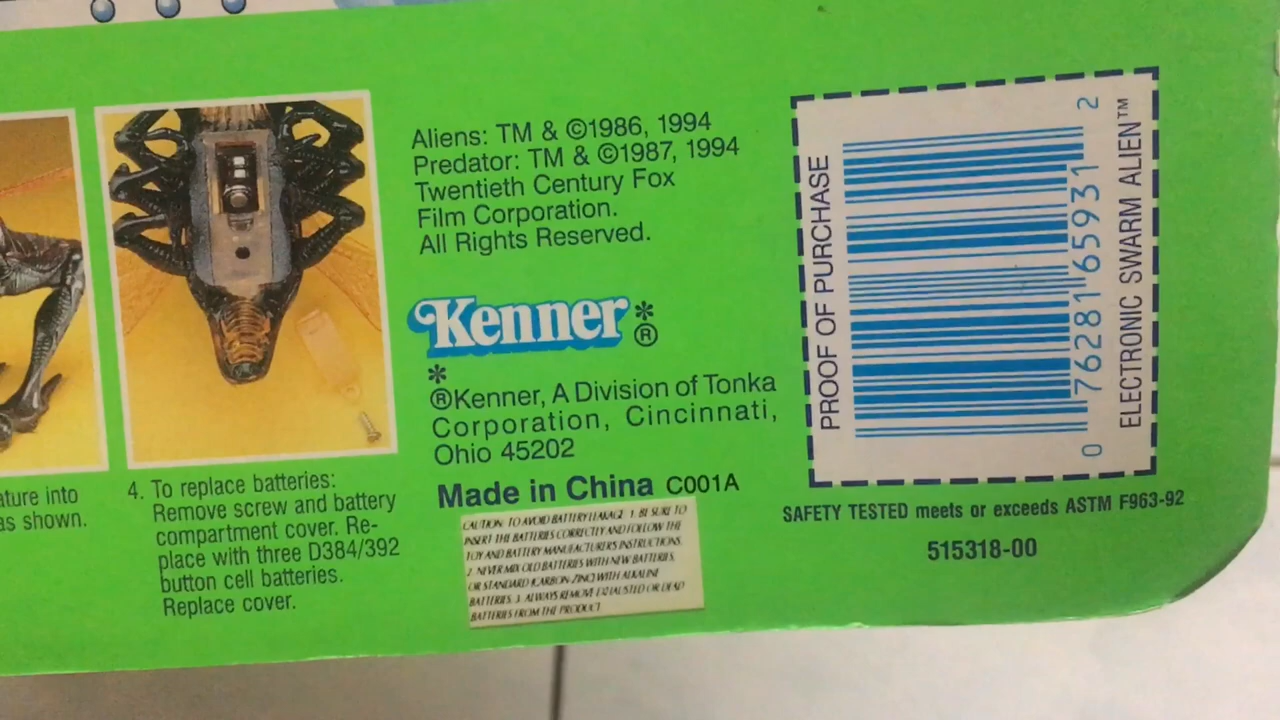 ature into
as shown.
4. To replace batteries:
Remove screw and battery
compartment cover. Re-
place with three D384/392
button cell batteries.
Replace cover.
Aliens: TM & ©1986, 1994
Predator: TM & ©1987, 1994
Twentieth Century Fox
Film Corporation.
All Rights Reserved.
Kenner*®
*
®Kenner, A Division of Tonka
Corporation, Cincinnati,
Ohio 45202
Made in China C001A
CAUTION: TO AVOID BATTERY LEAKAGE: 1. BE SURE TO
INSERT THE BATTERIES CORRECTLY AND FOLLOW THE
TOY AND BATTERY MANUFACTURER'S INSTRUCTIONS.
2. NEVER MIX OLD BATTERIES WITH NEW BATTERIES,
OR STANDARD (CARBON-ZINC) WITH ALKALINE
BATTERIES. 3. ALWAYS REMOVE EXHAUSTED OR DEAD
BATTERIES FROM THE PRODUCT
PROOF OF PURCHASE
0 76281 65931 2
ELECTRONIC SWARM ALIEN™
SAFETY TESTED meets or exceeds ASTM F963-92
515318-00